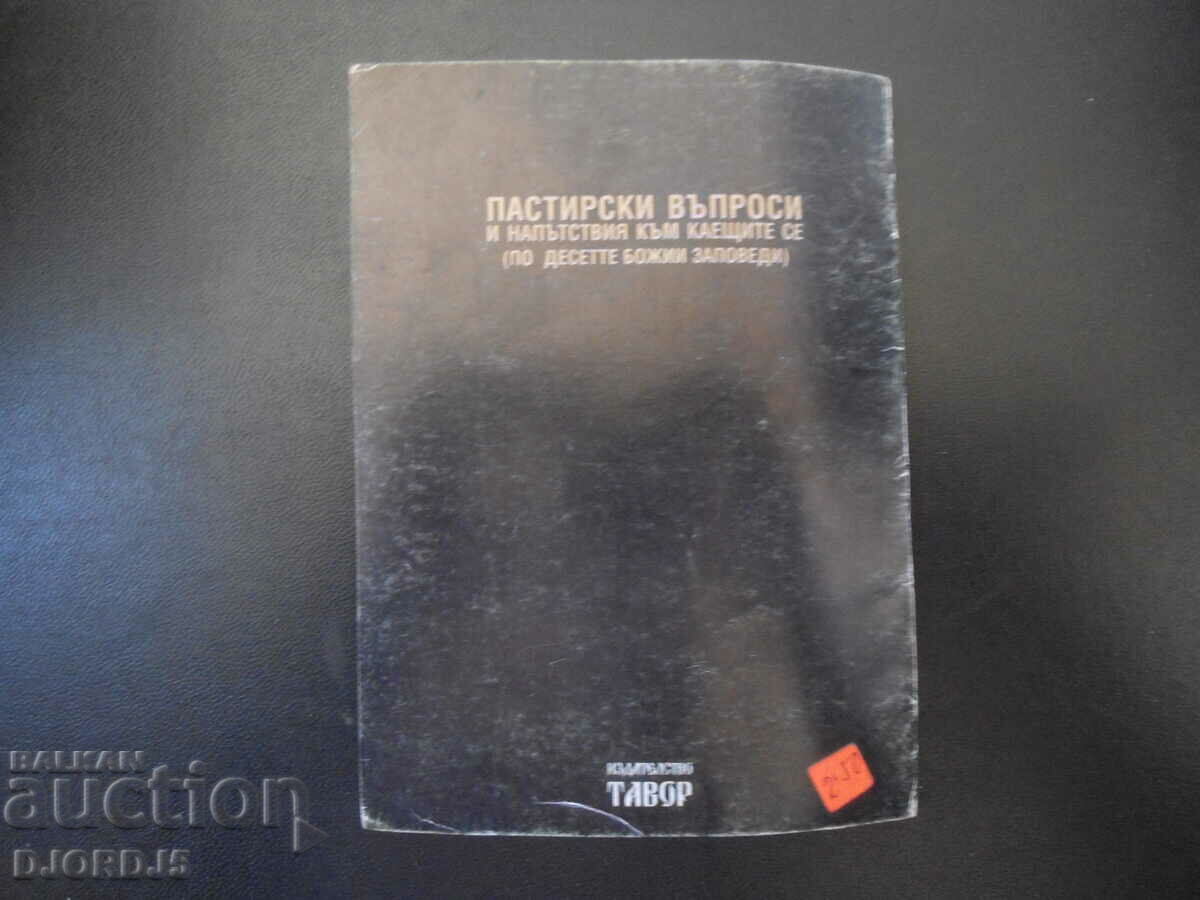 ПАСТИРСКИ ВЪПРОСИ
И НАПЪТСТВИЯ КЪМ КАЕЩИТЕ СЕ
(ПО ДЕСЕТТЕ БОЖИИ ЗАПОВЕДИ)
ИЗДАТЕЛСТВО
ТАВОР
BALKAN
auction
DJORDJ5